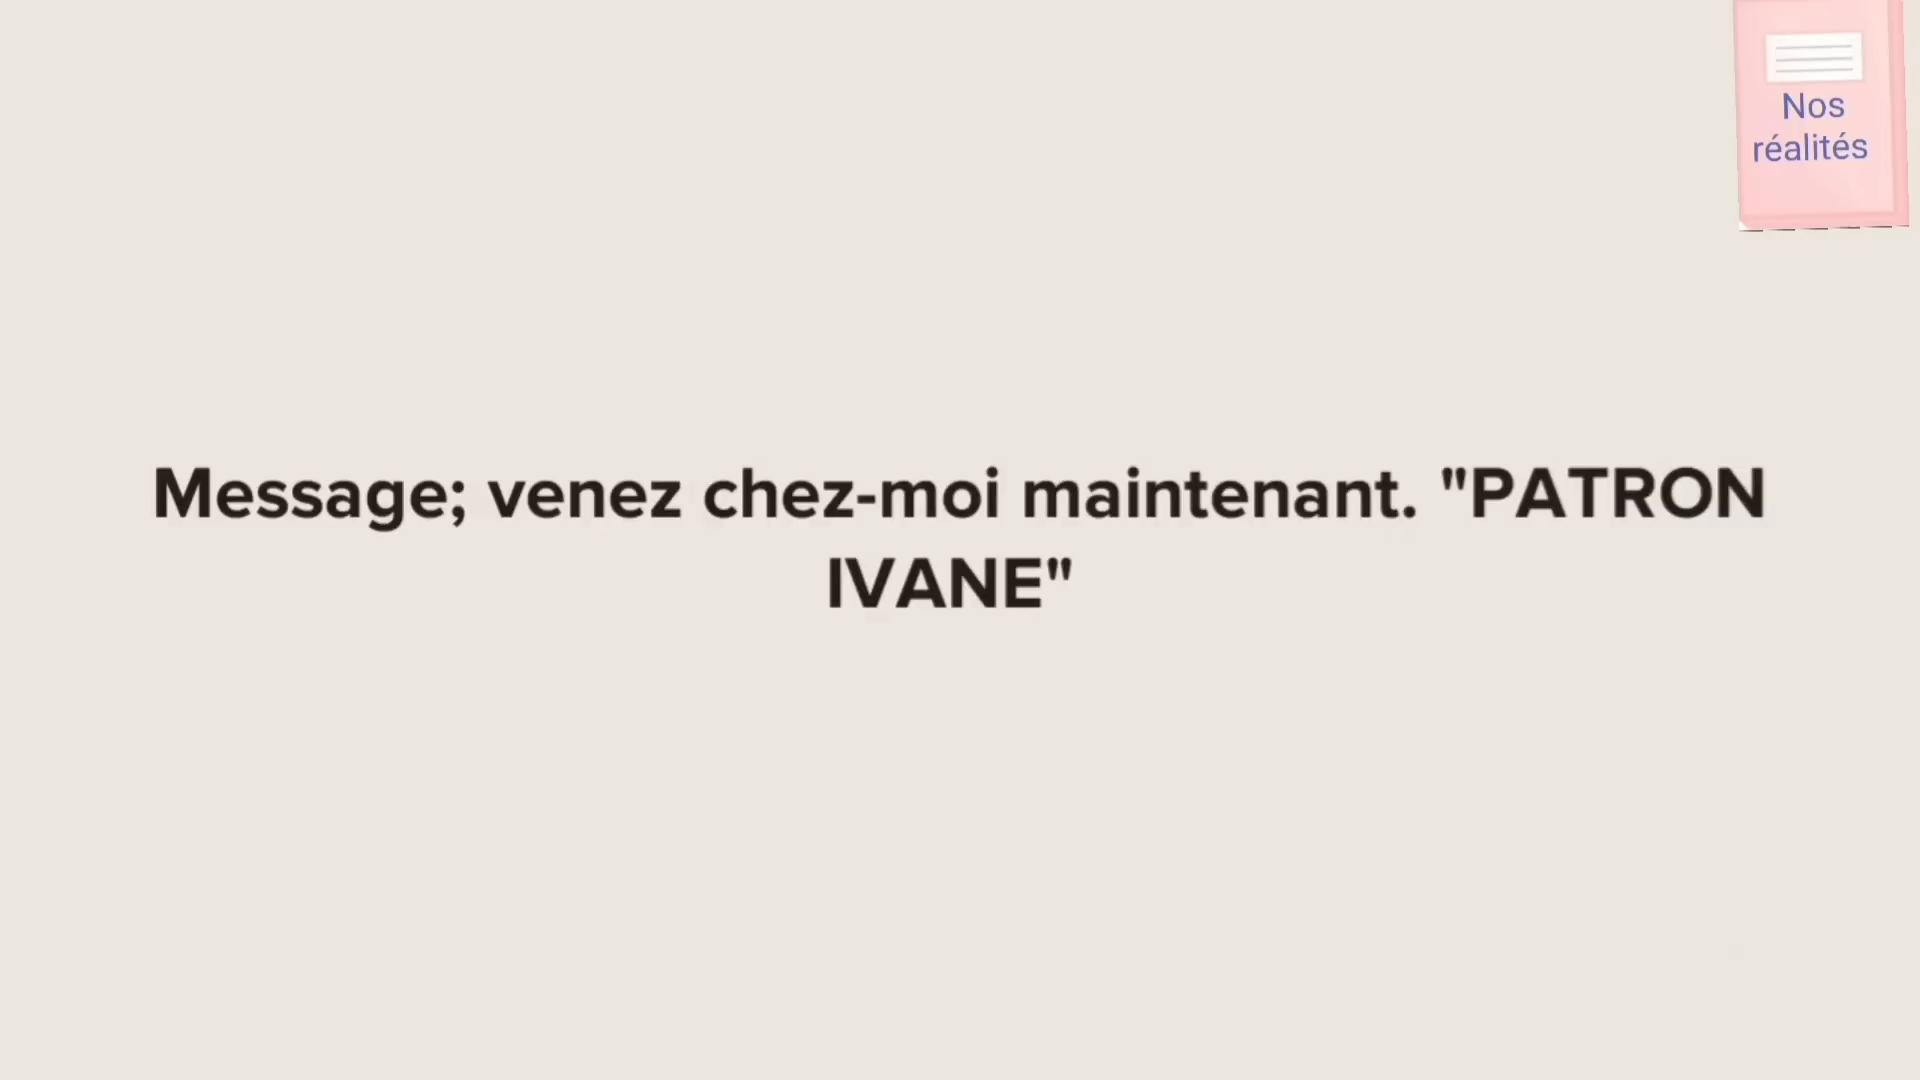 Nos
réalités
Message; venez chez-moi maintenant. "PATRON
IVANE"